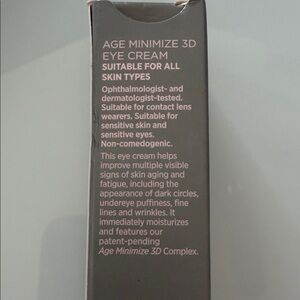 AGE MINIMIZE 3D
EYE CREAM
SUITABLE FOR ALL
SKIN TYPES
Ophthalmologist- and
dermatologist-tested.
Suitable for contact lens
wearers. Suitable for
sensitive skin and
sensitive eyes.
Non-comedogenic.
This eye cream helps
improve multiple visible
signs of skin aging and
fatigue, including the
appearance of dark circles,
undereye puffiness, fine
lines and wrinkles. It
immediately moisturizes
and features our
patent-pending
Age Minimize 3D Complex.